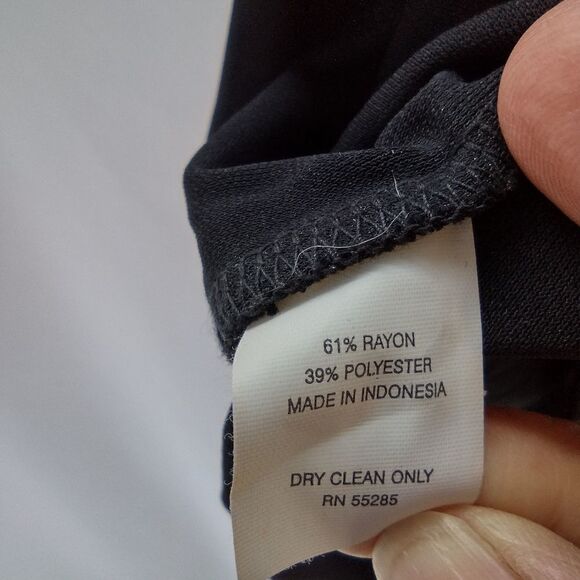 61% RAYON
39% POLYESTER
MADE IN INDONESIA
DRY CLEAN ONLY
RN 55285